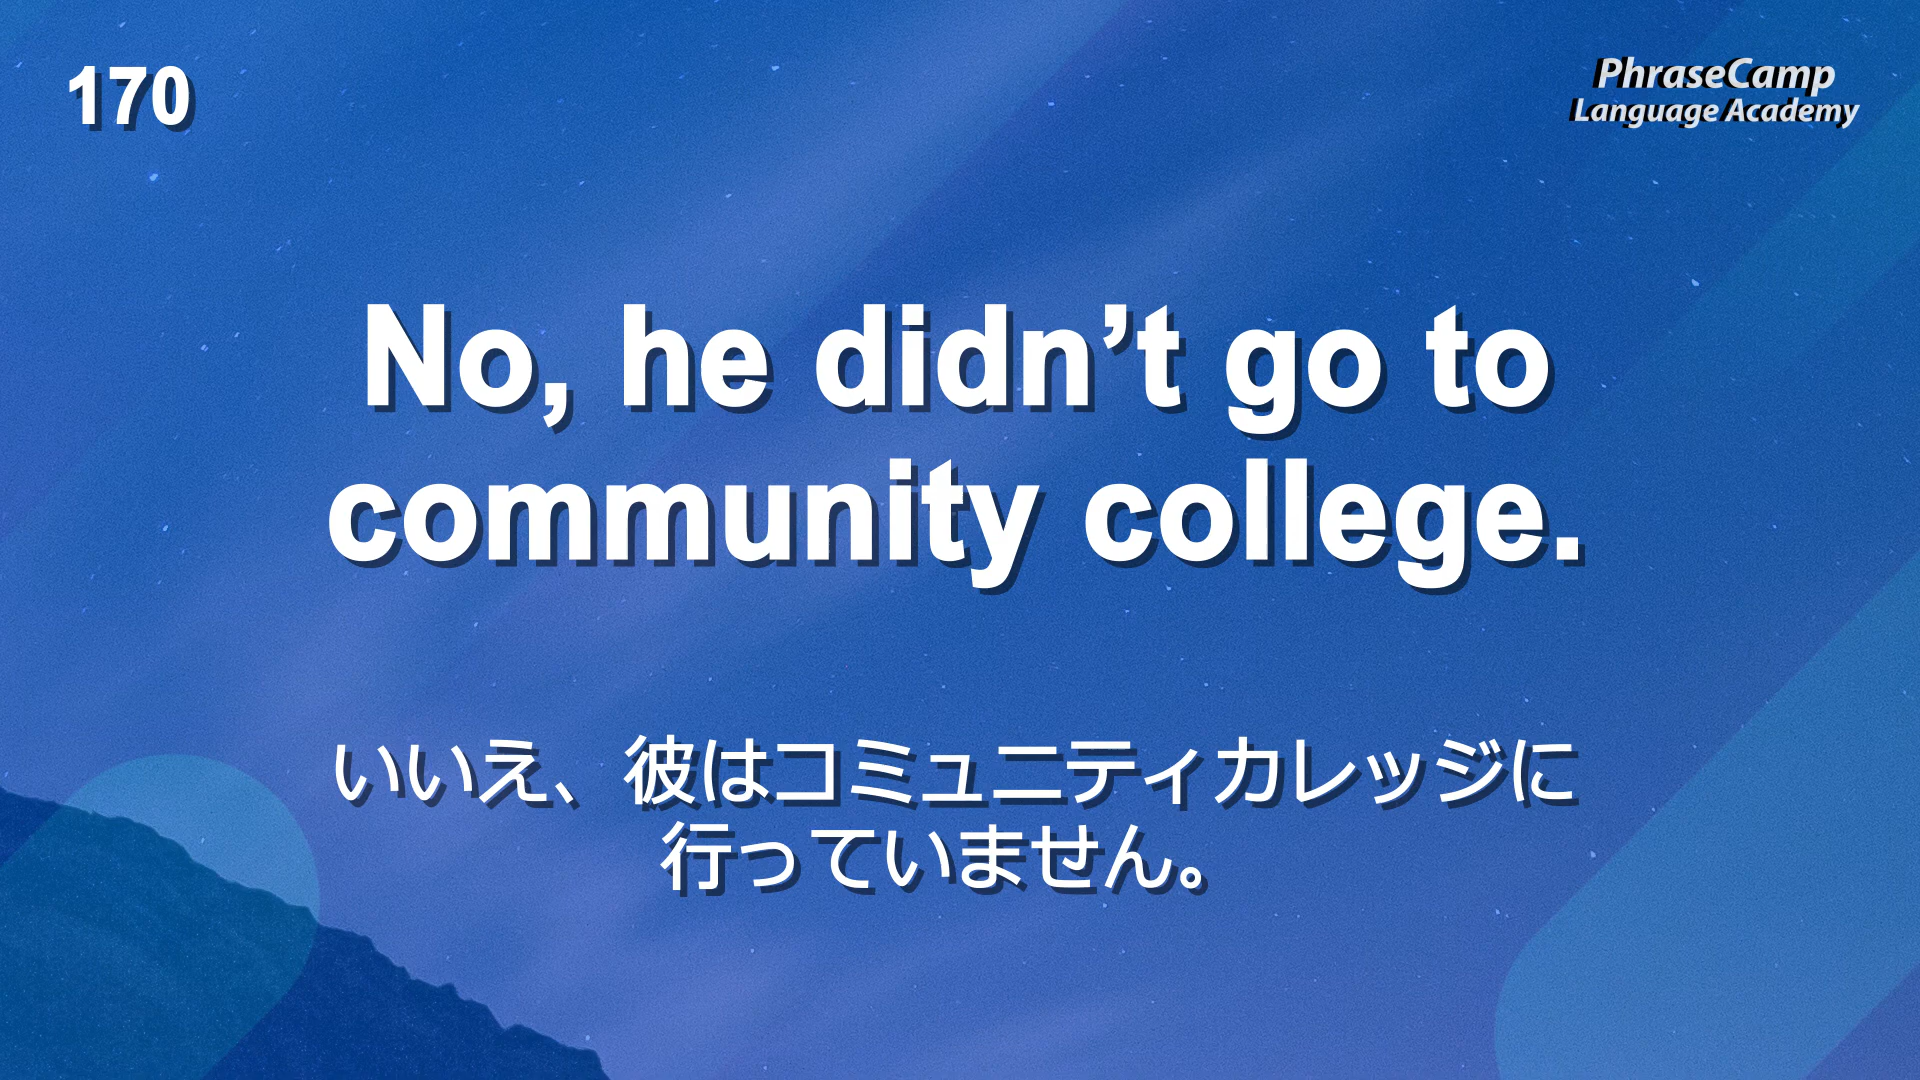 170
PhraseCamp
Language Academy
No, he didn’t go to
community college.
いいえ、彼はコミュニティカレッジに
行っていません。